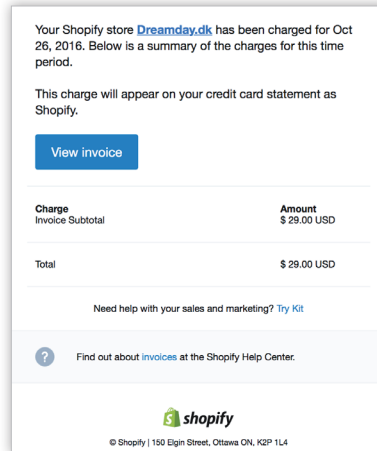 Your Shopify store Dreamday.dk has been charged for Oct
26, 2016. Below is a summary of the charges for this time
period.
This charge will appear on your credit card statement as
Shopify.
View invoice
Charge Amount
Invoice Subtotal $ 29.00 USD
Total $ 29.00 USD
Need help with your sales and marketing? Try Kit
? Find out about invoices at the Shopify Help Center.
shopify
© Shopify | 150 Elgin Street, Ottawa ON, K2P 1L4